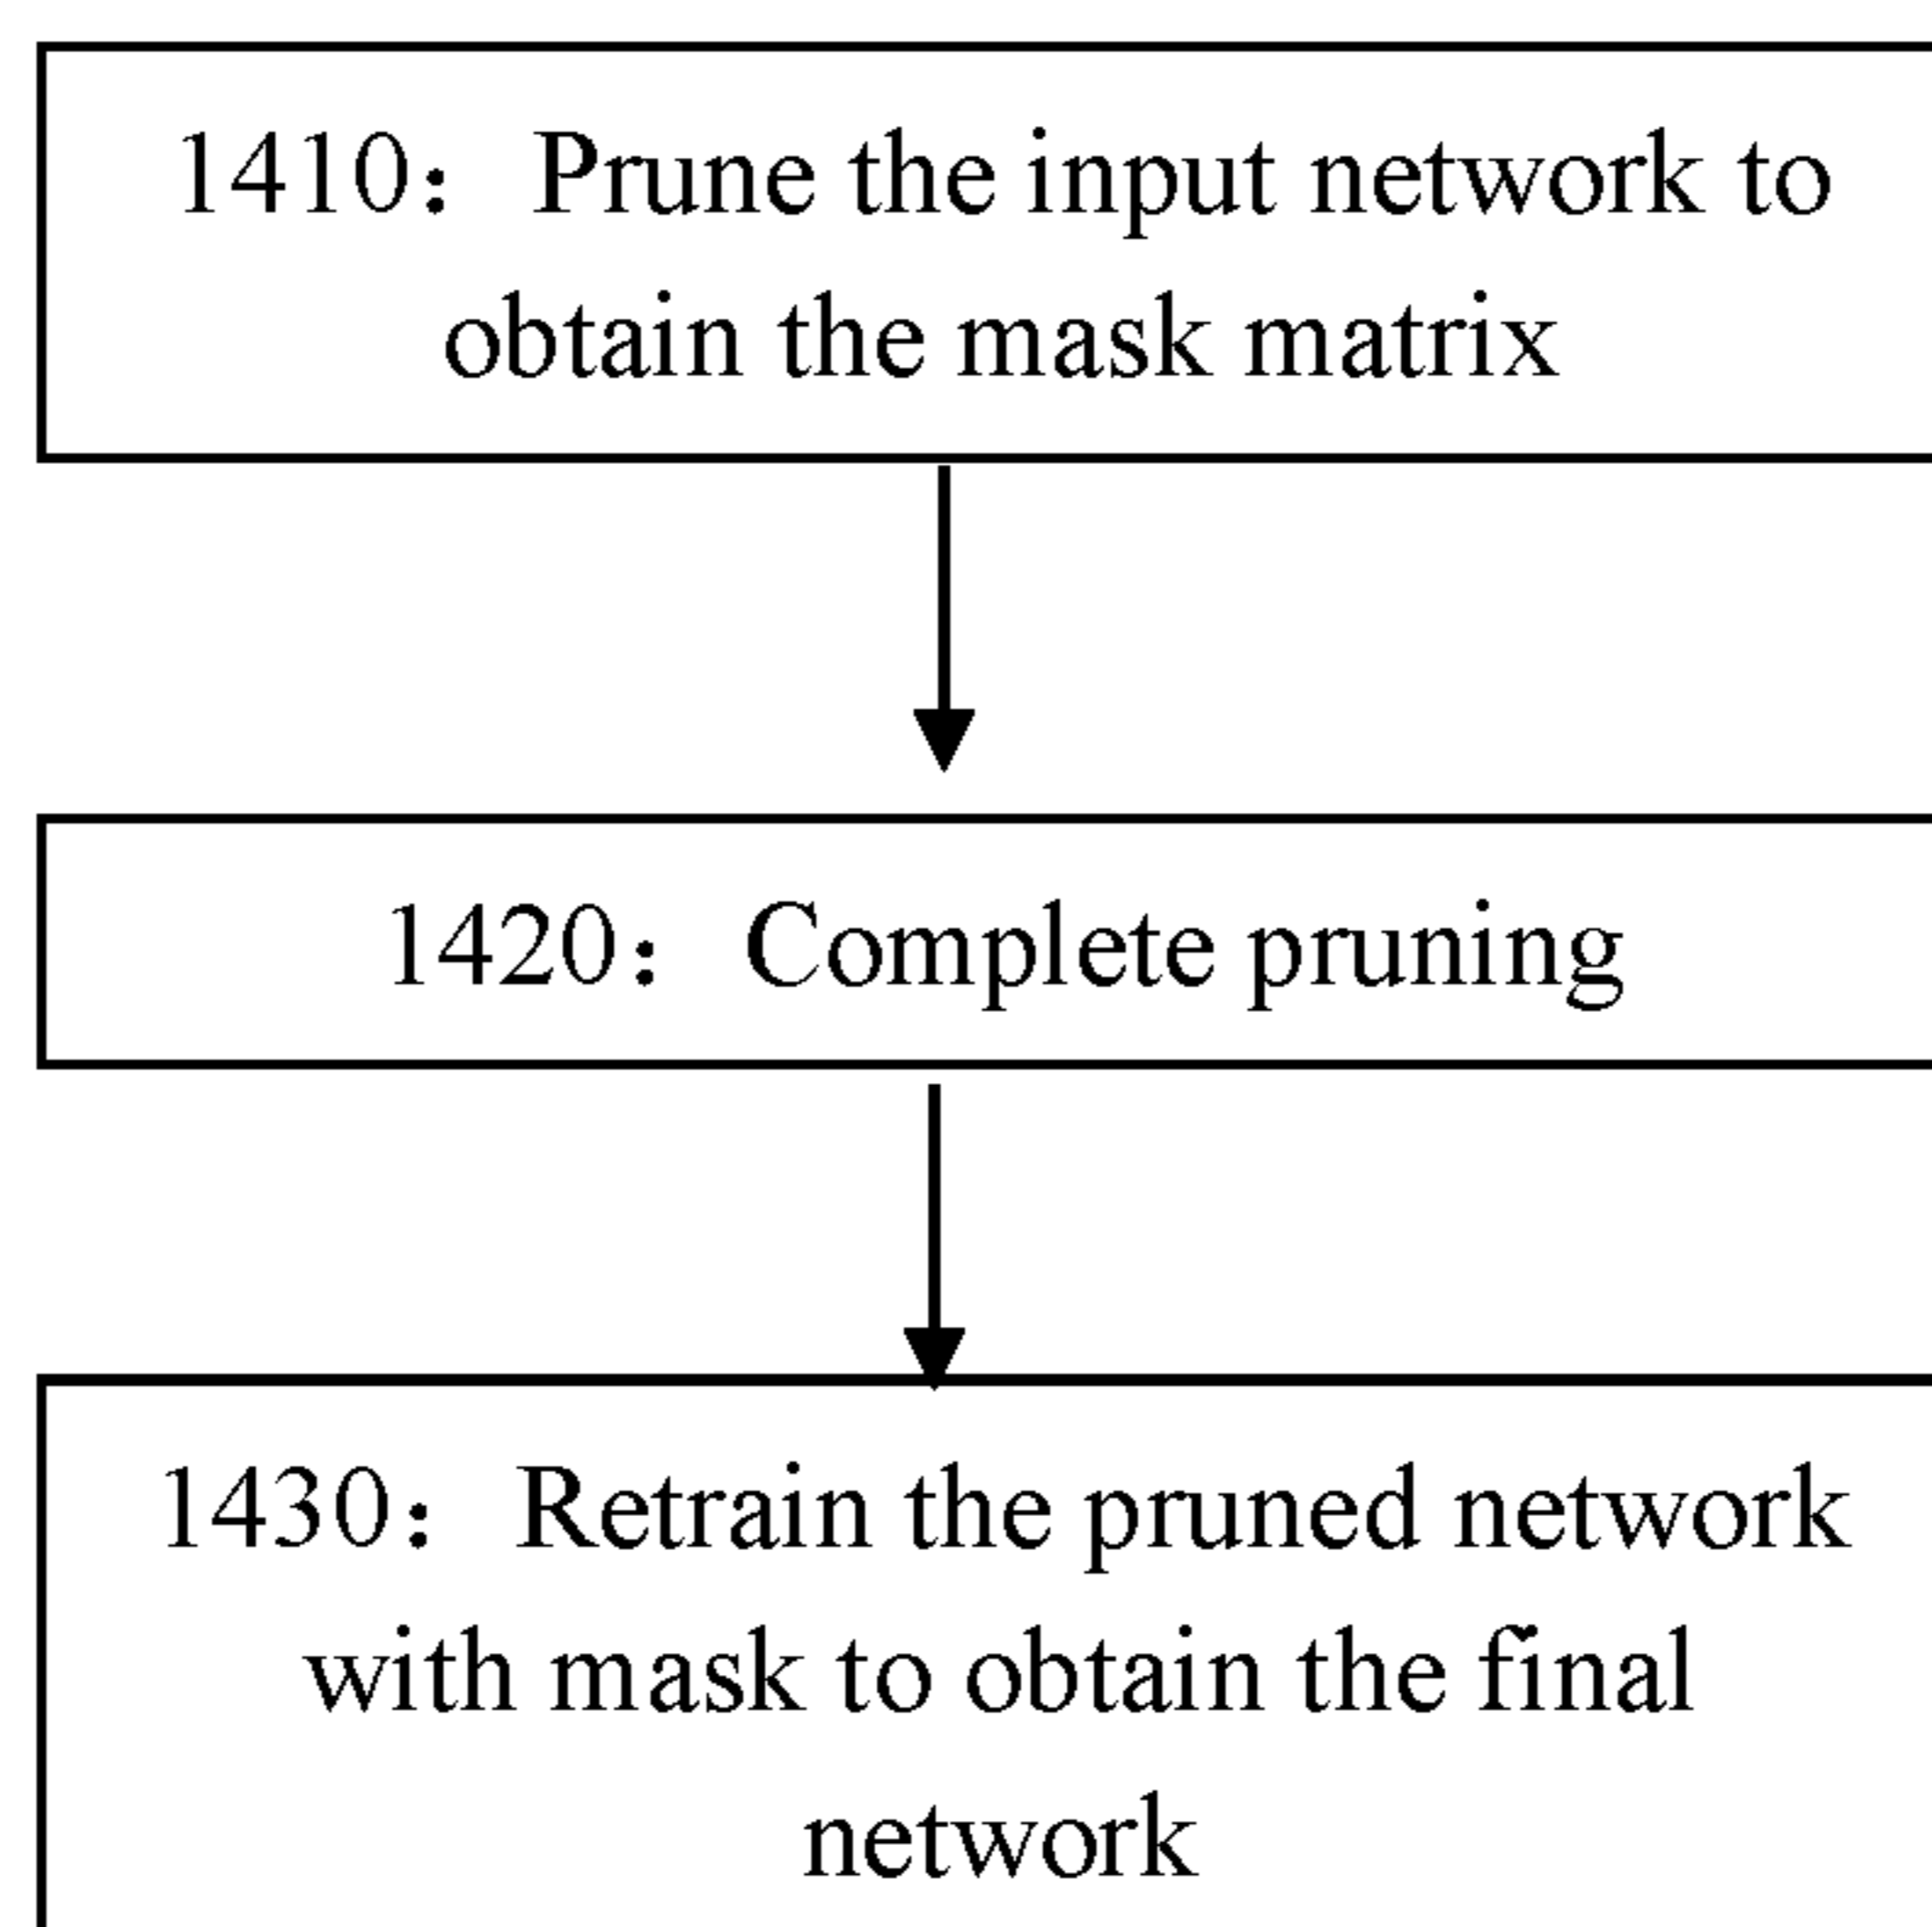 1410： Prune the input network to
obtain the mask matrix
1420： Complete pruning
1430： Retrain the pruned network
with mask to obtain the final
network